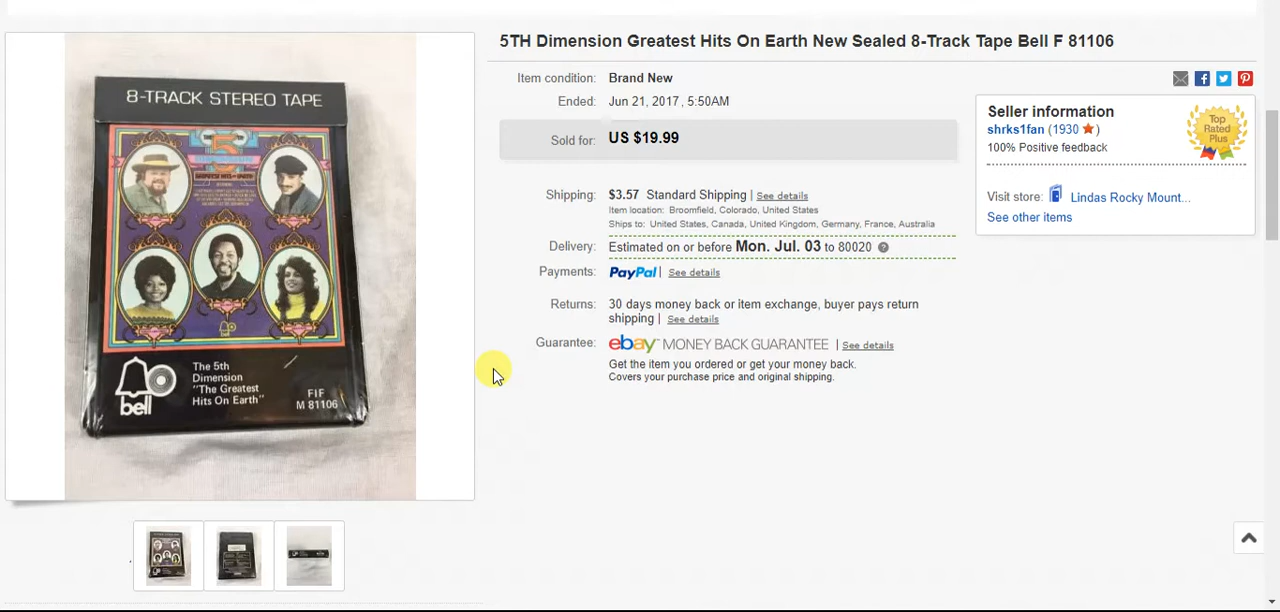 5TH Dimension Greatest Hits On Earth New Sealed 8-Track Tape Bell F 81106
Item condition: Brand New
Ended: Jun 21, 2017 , 5:50AM
Sold for: US $19.99
Shipping: $3.57 Standard Shipping | See details
Item location: Broomfield, Colorado, United States
Ships to: United States, Canada, United Kingdom, Germany, France, Australia
Delivery: Estimated on or before Mon. Jul. 03 to 80020
Payments: PayPal | See details
Returns: 30 days money back or item exchange, buyer pays return
shipping | See details
Guarantee: ebay MONEY BACK GUARANTEE | See details
Get the item you ordered or get your money back.
Covers your purchase price and original shipping.
Seller information
shrks1fan (1930 ★ )
100% Positive feedback
Top
Rated
Plus
Visit store: Lindas Rocky Mount...
See other items
8-TRACK STEREO TAPE
THE
5
GREATEST HITS ON EARTH
bell
bell
The 5th
Dimension
"The Greatest
Hits On Earth"
FIF
M 81106